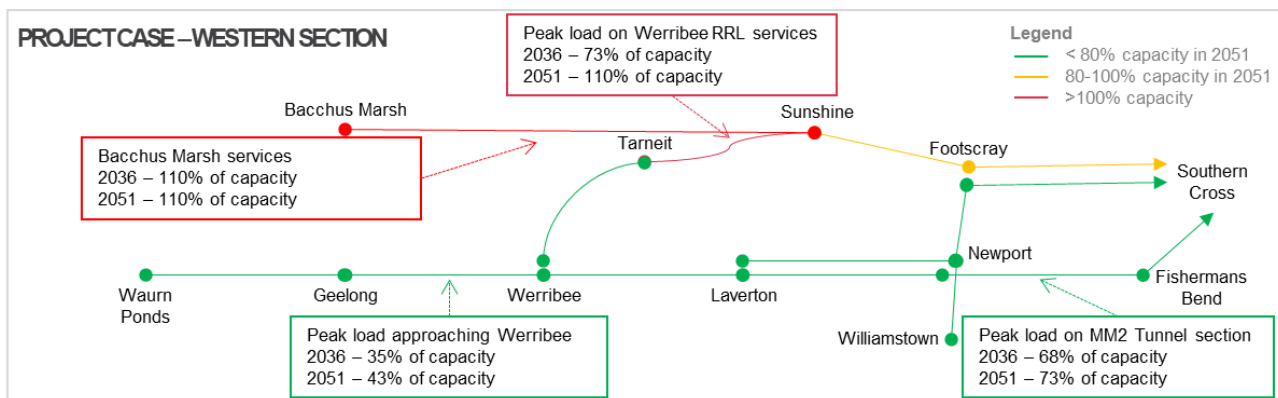 PROJECT CASE – WESTERN SECTION
Peak load on Werribee RRL services
2036 – 73% of capacity
2051 – 110% of capacity
Legend
< 80% capacity in 2051
80-100% capacity in 2051
>100% capacity
Bacchus Marsh
Sunshine
Tarneit
Footscray
Bacchus Marsh services
2036 – 110% of capacity
2051 – 110% of capacity
Southern
Cross
Newport
Waurn
Ponds
Geelong
Werribee
Laverton
Fishermans
Bend
Peak load approaching Werribee
2036 – 35% of capacity
2051 – 43% of capacity
Williamstown
Peak load on MM2 Tunnel section
2036 – 68% of capacity
2051 – 73% of capacity